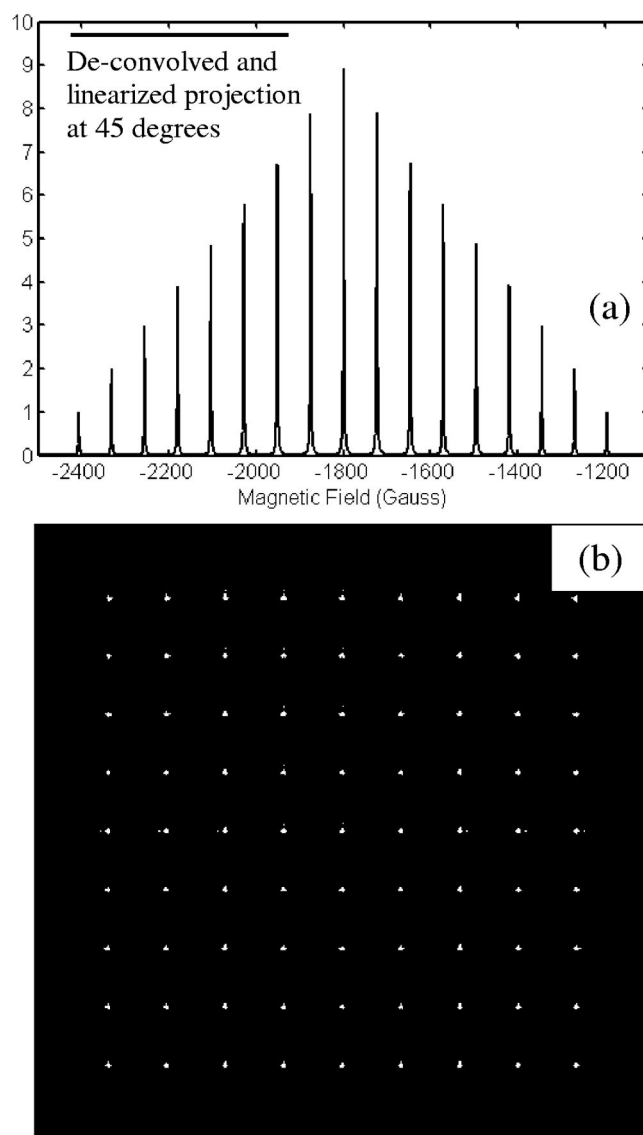 10
De-convolved and
9
linearized projection
8
at 45 degrees
7
6
5
4
(a)
3
2
1
0
-2400 -2200 -2000 -1800 -1600 -1400 -1200
Magnetic Field (Gauss)
(b)